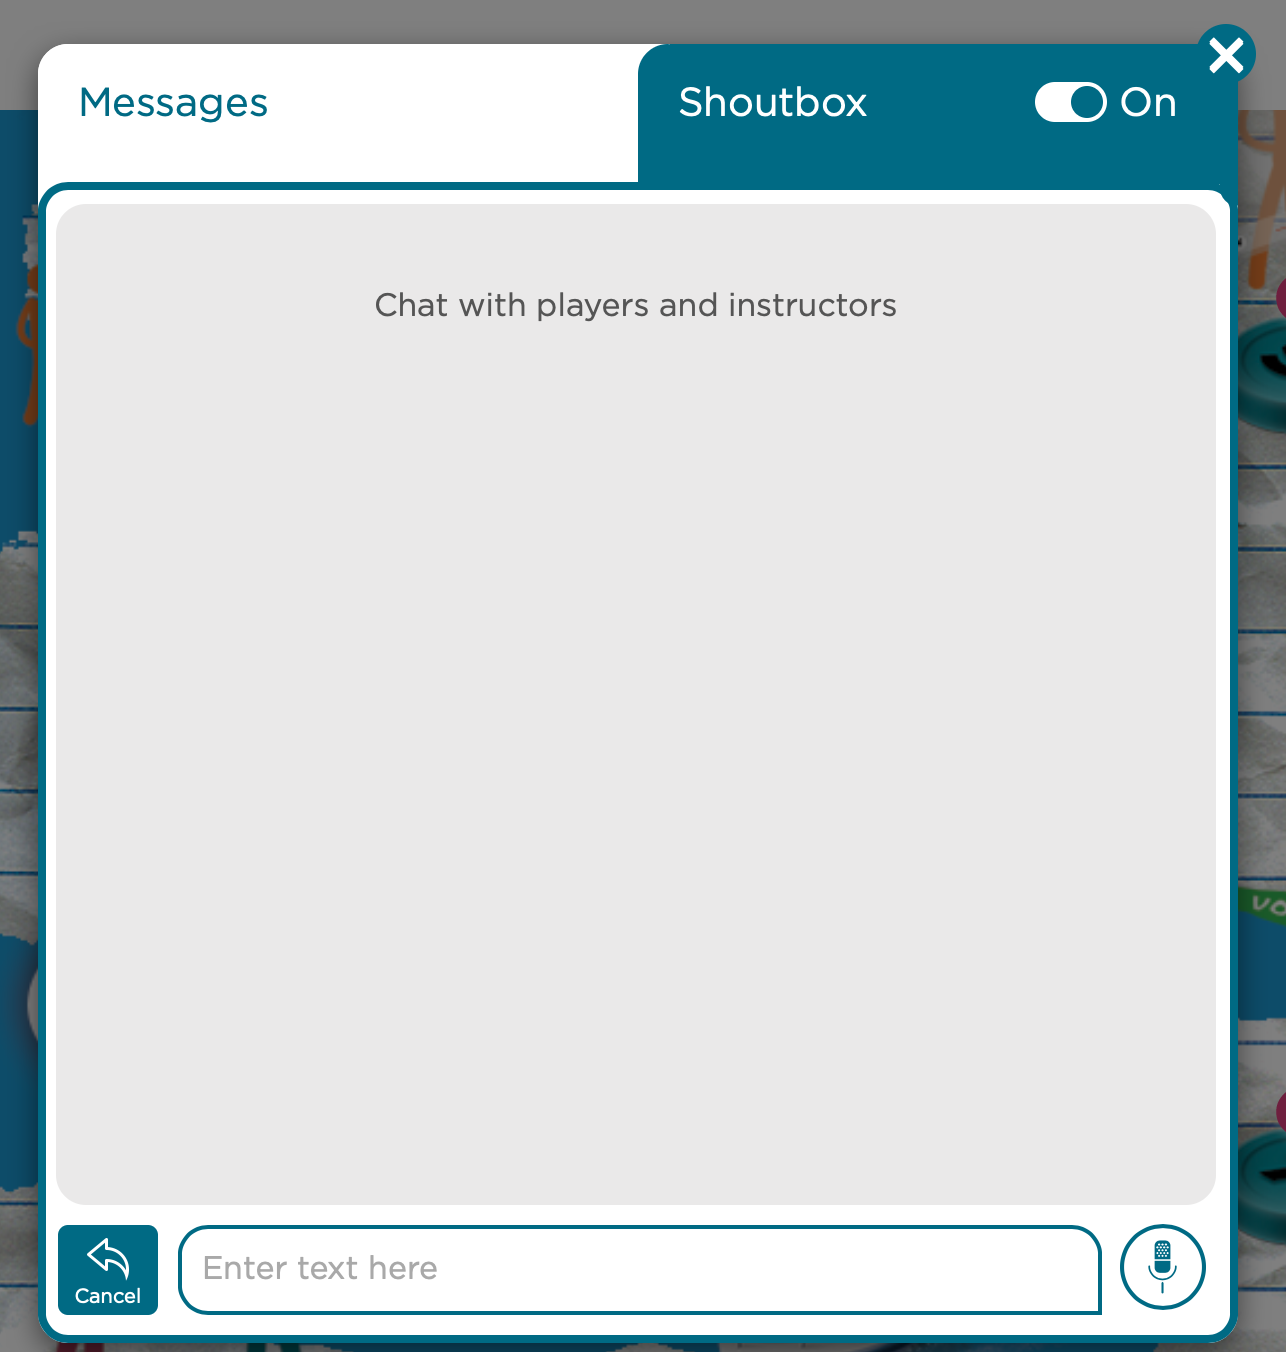 Messages
Shoutbox
On
Chat with players and instructors
Cancel
Enter text here